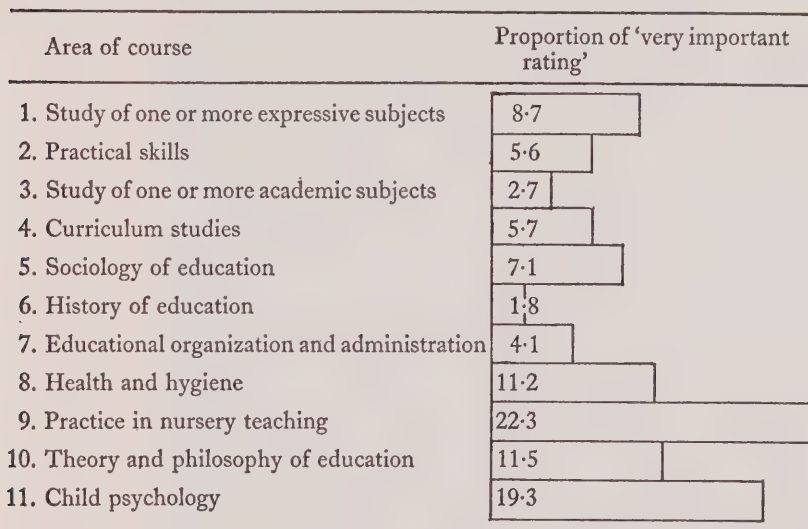 Area of course Proportion of 'very important
rating'
1. Study of one or more expressive subjects 8·7
2. Practical skills 5·6
3. Study of one or more academic subjects 2·7
4. Curriculum studies 5·7
5. Sociology of education 7·1
6. History of education 1·8
7. Educational organization and administration 4·1
8. Health and hygiene 11·2
9. Practice in nursery teaching 22·3
10. Theory and philosophy of education 11·5
11. Child psychology 19·3